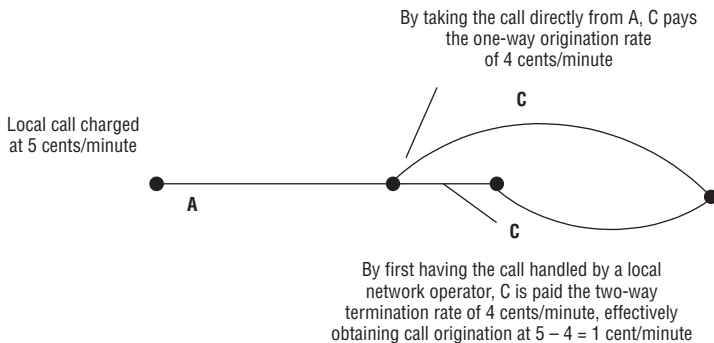 By taking the call directly from A, C pays
the one-way origination rate
of 4 cents/minute
C
Local call charged
at 5 cents/minute
A
C
By first having the call handled by a local
network operator, C is paid the two-way
termination rate of 4 cents/minute, effectively
obtaining call origination at 5 – 4 = 1 cent/minute